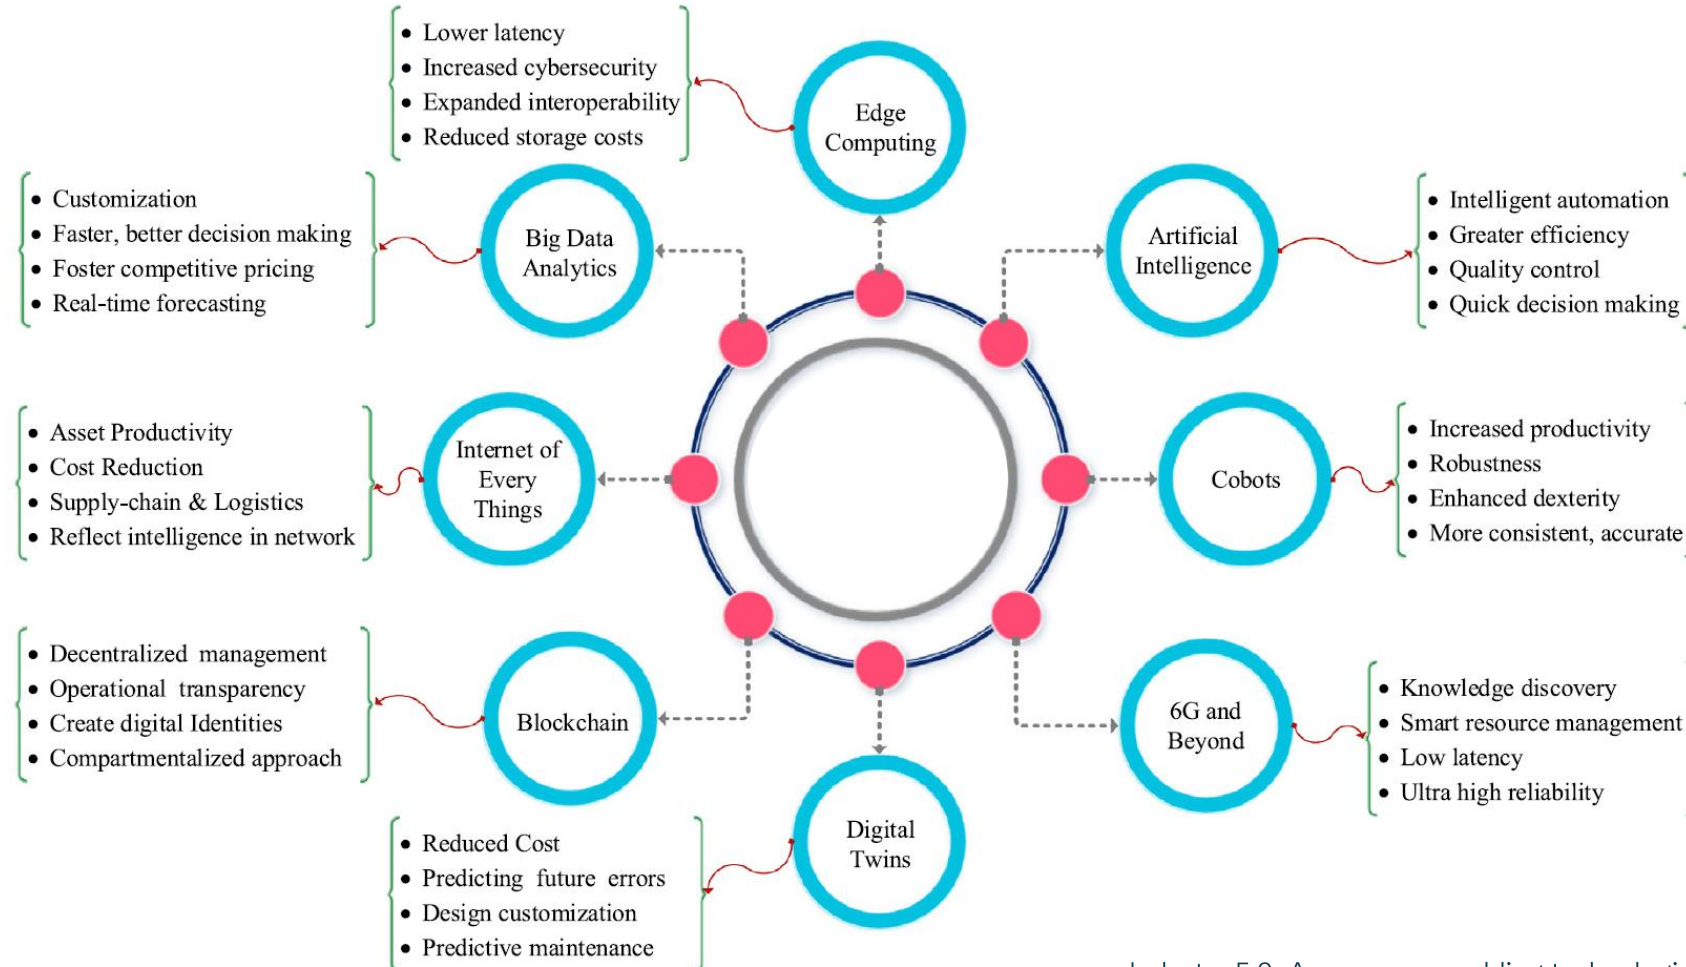 Lower latency
Increased cybersecurity
Expanded interoperability
Reduced storage costs
Edge
Computing
Customization
Faster, better decision making
Foster competitive pricing
Real-time forecasting
Big Data
Analytics
Artificial
Intelligence
Intelligent automation
Greater efficiency
Quality control
Quick decision making
Asset Productivity
Cost Reduction
Supply-chain & Logistics
Reflect intelligence in network
Internet of
Every
Things
Cobots
Increased productivity
Robustness
Enhanced dexterity
More consistent, accurate
Decentralized management
Operational transparency
Create digital Identities
Compartmentalized approach
Blockchain
6G and
Beyond
Knowledge discovery
Smart resource management
Low latency
Ultra high reliability
Reduced Cost
Predicting future errors
Design customization
Predictive maintenance
Digital
Twins